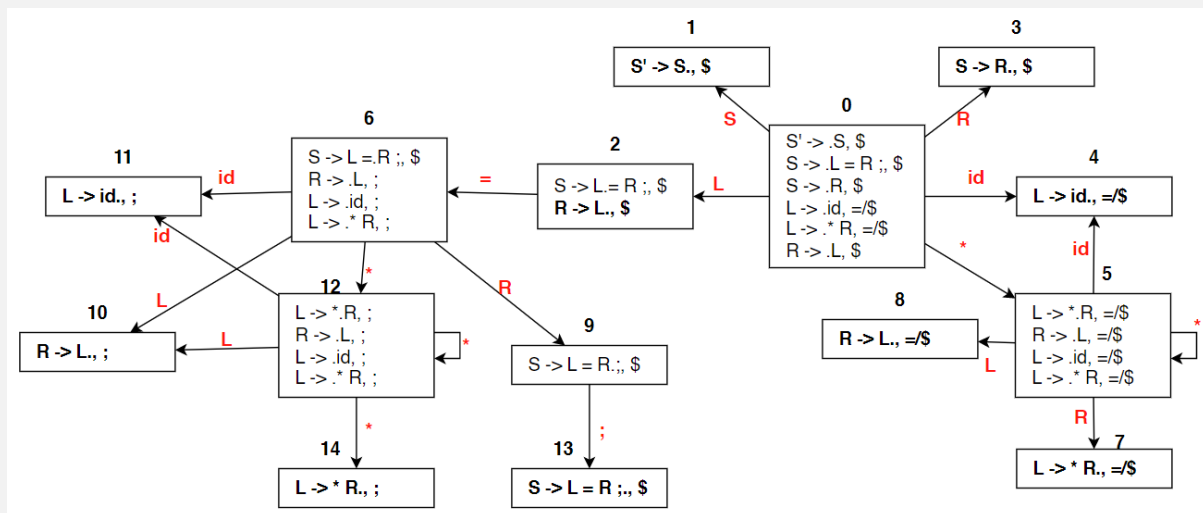 1
S' -> S., $
3
S -> R., $
0
S' -> .S, $
S -> .L = R ;, $
S -> .R, $
L -> .id, =/$
L -> .* R, =/$
R -> .L, $
S
R
L
id
*
2
S -> L.= R ;, $
R -> L., $
=
6
S -> L =.R ;, $
R -> .L, ;
L -> .id, ;
L -> .* R, ;
id
L
*
R
11
L -> id., ;
id
4
L -> id., =/$
id
5
L -> *.R, =/$
R -> .L, =/$
L -> .id, =/$
L -> .* R, =/$
*
L
R
8
R -> L., =/$
7
L -> * R., =/$
12
L -> *.R, ;
R -> .L, ;
L -> .id, ;
L -> .* R, ;
*
L
*
10
R -> L., ;
9
S -> L = R.;, $
;
14
L -> * R., ;
13
S -> L = R ;., $